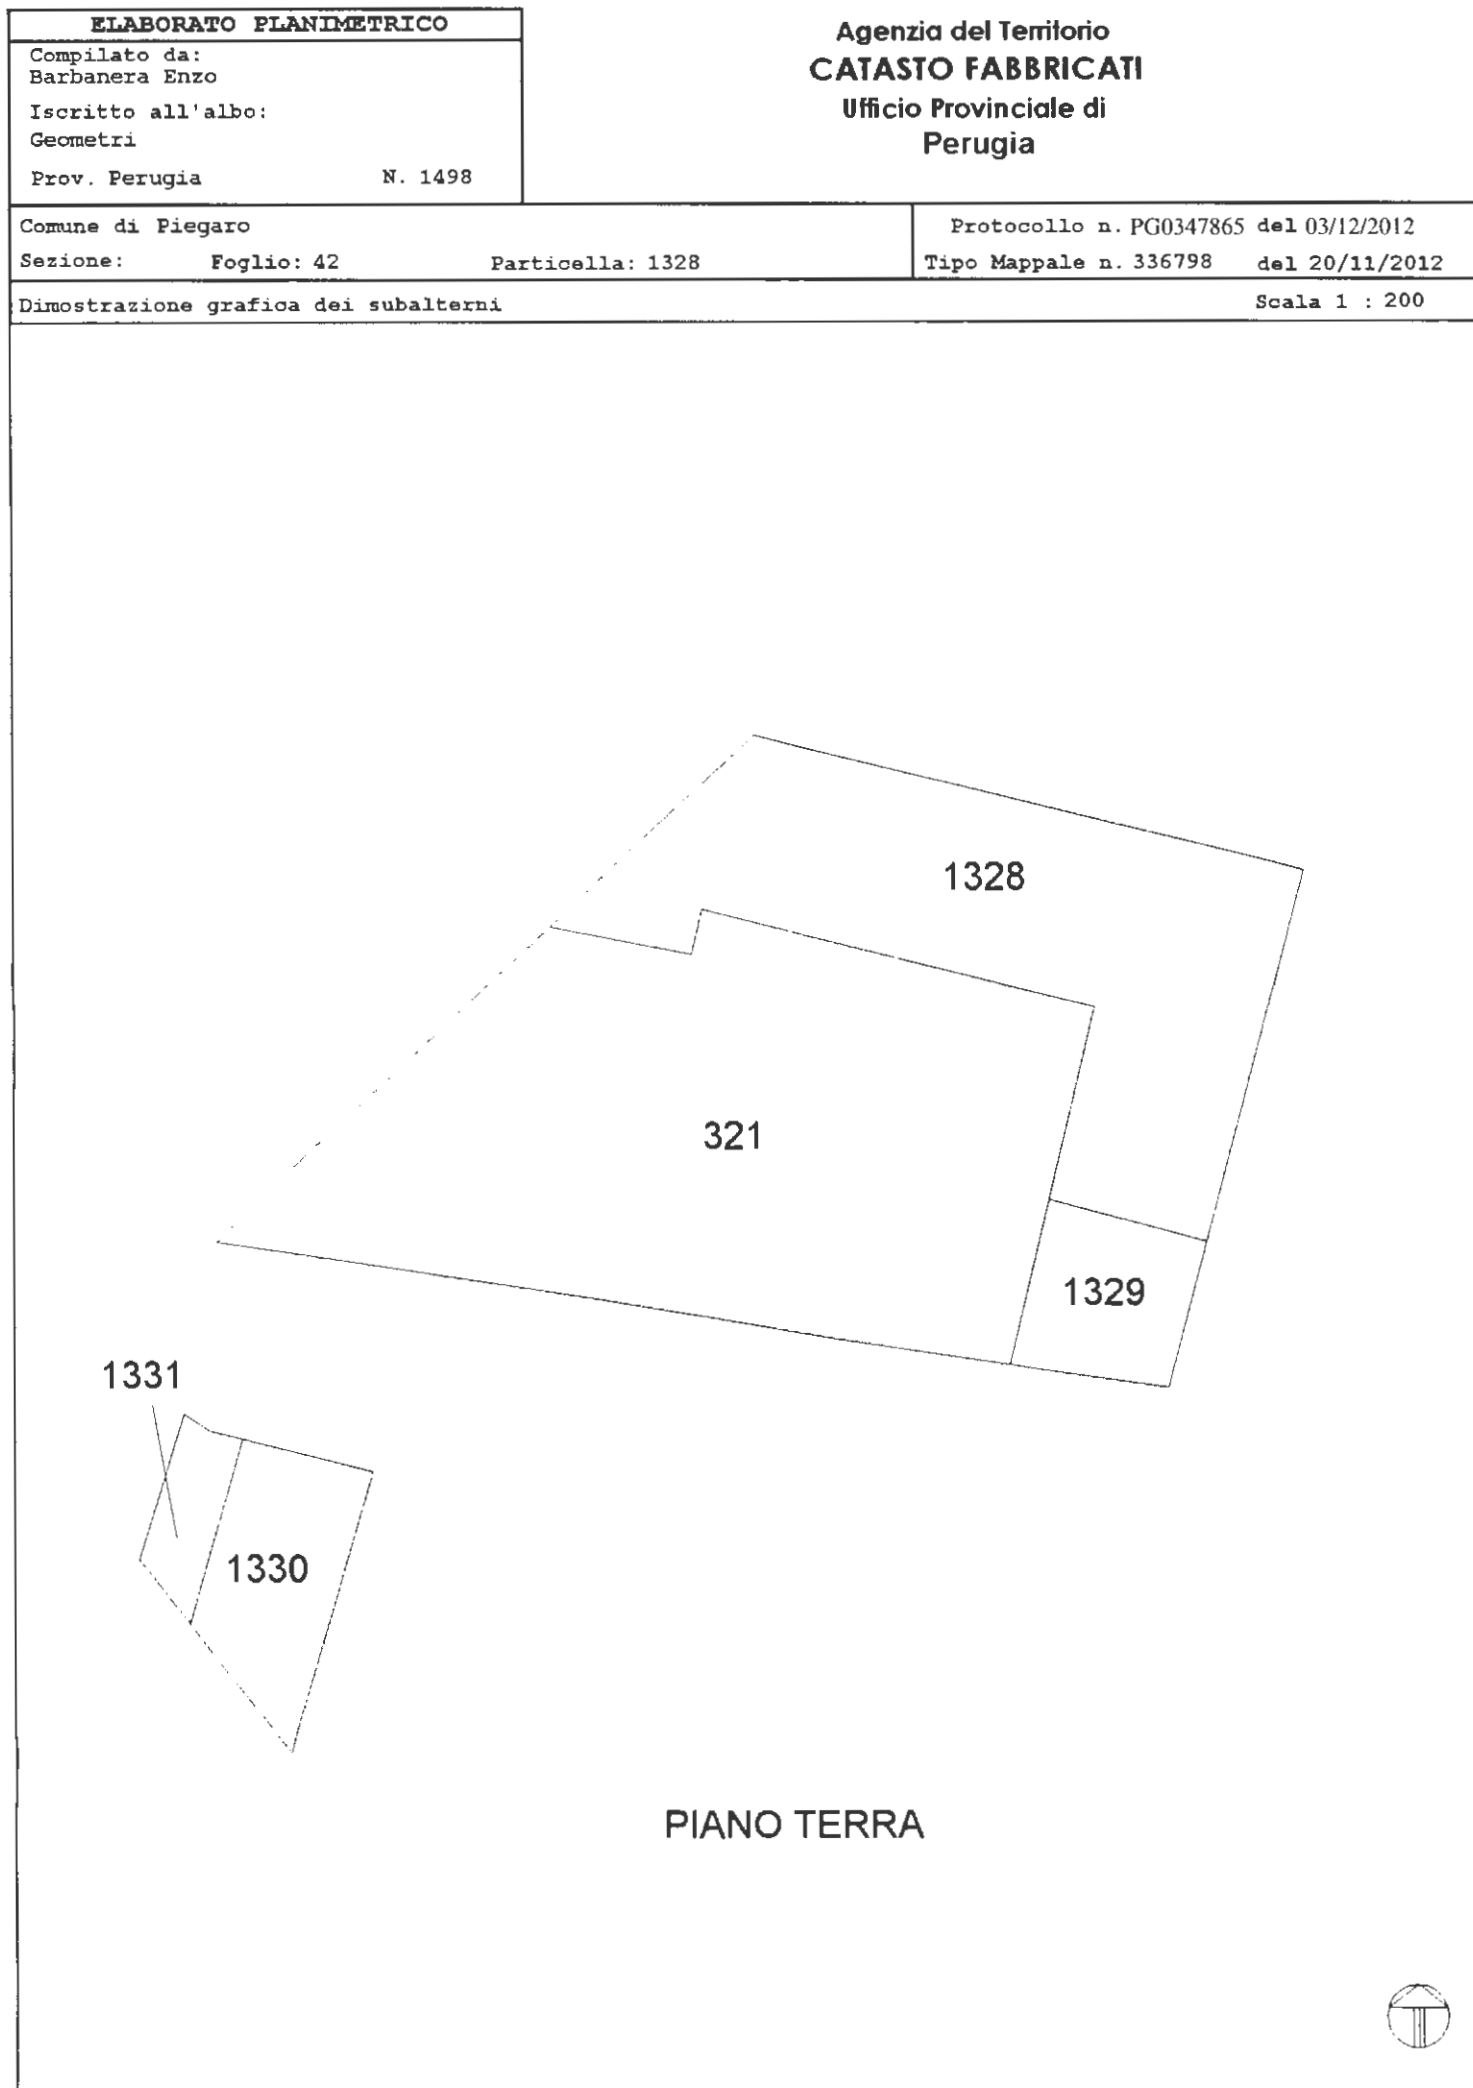 ELABORATO PLANIMETRICO
Compilato da:
Barbanera Enzo
Iscritto all'albo:
Geometri
Prov. Perugia N. 1498
Agenzia del Territorio
CATASTO FABBRICATI
Ufficio Provinciale di
Perugia
Comune di Piegaro
Sezione: Foglio: 42 Particella: 1328
Protocollo n. PG0347865 del 03/12/2012
Tipo Mappale n. 336798 del 20/11/2012
Dimostrazione grafica dei subalterni Scala 1 : 200
1328
321
1329
1331
1330
PIANO TERRA